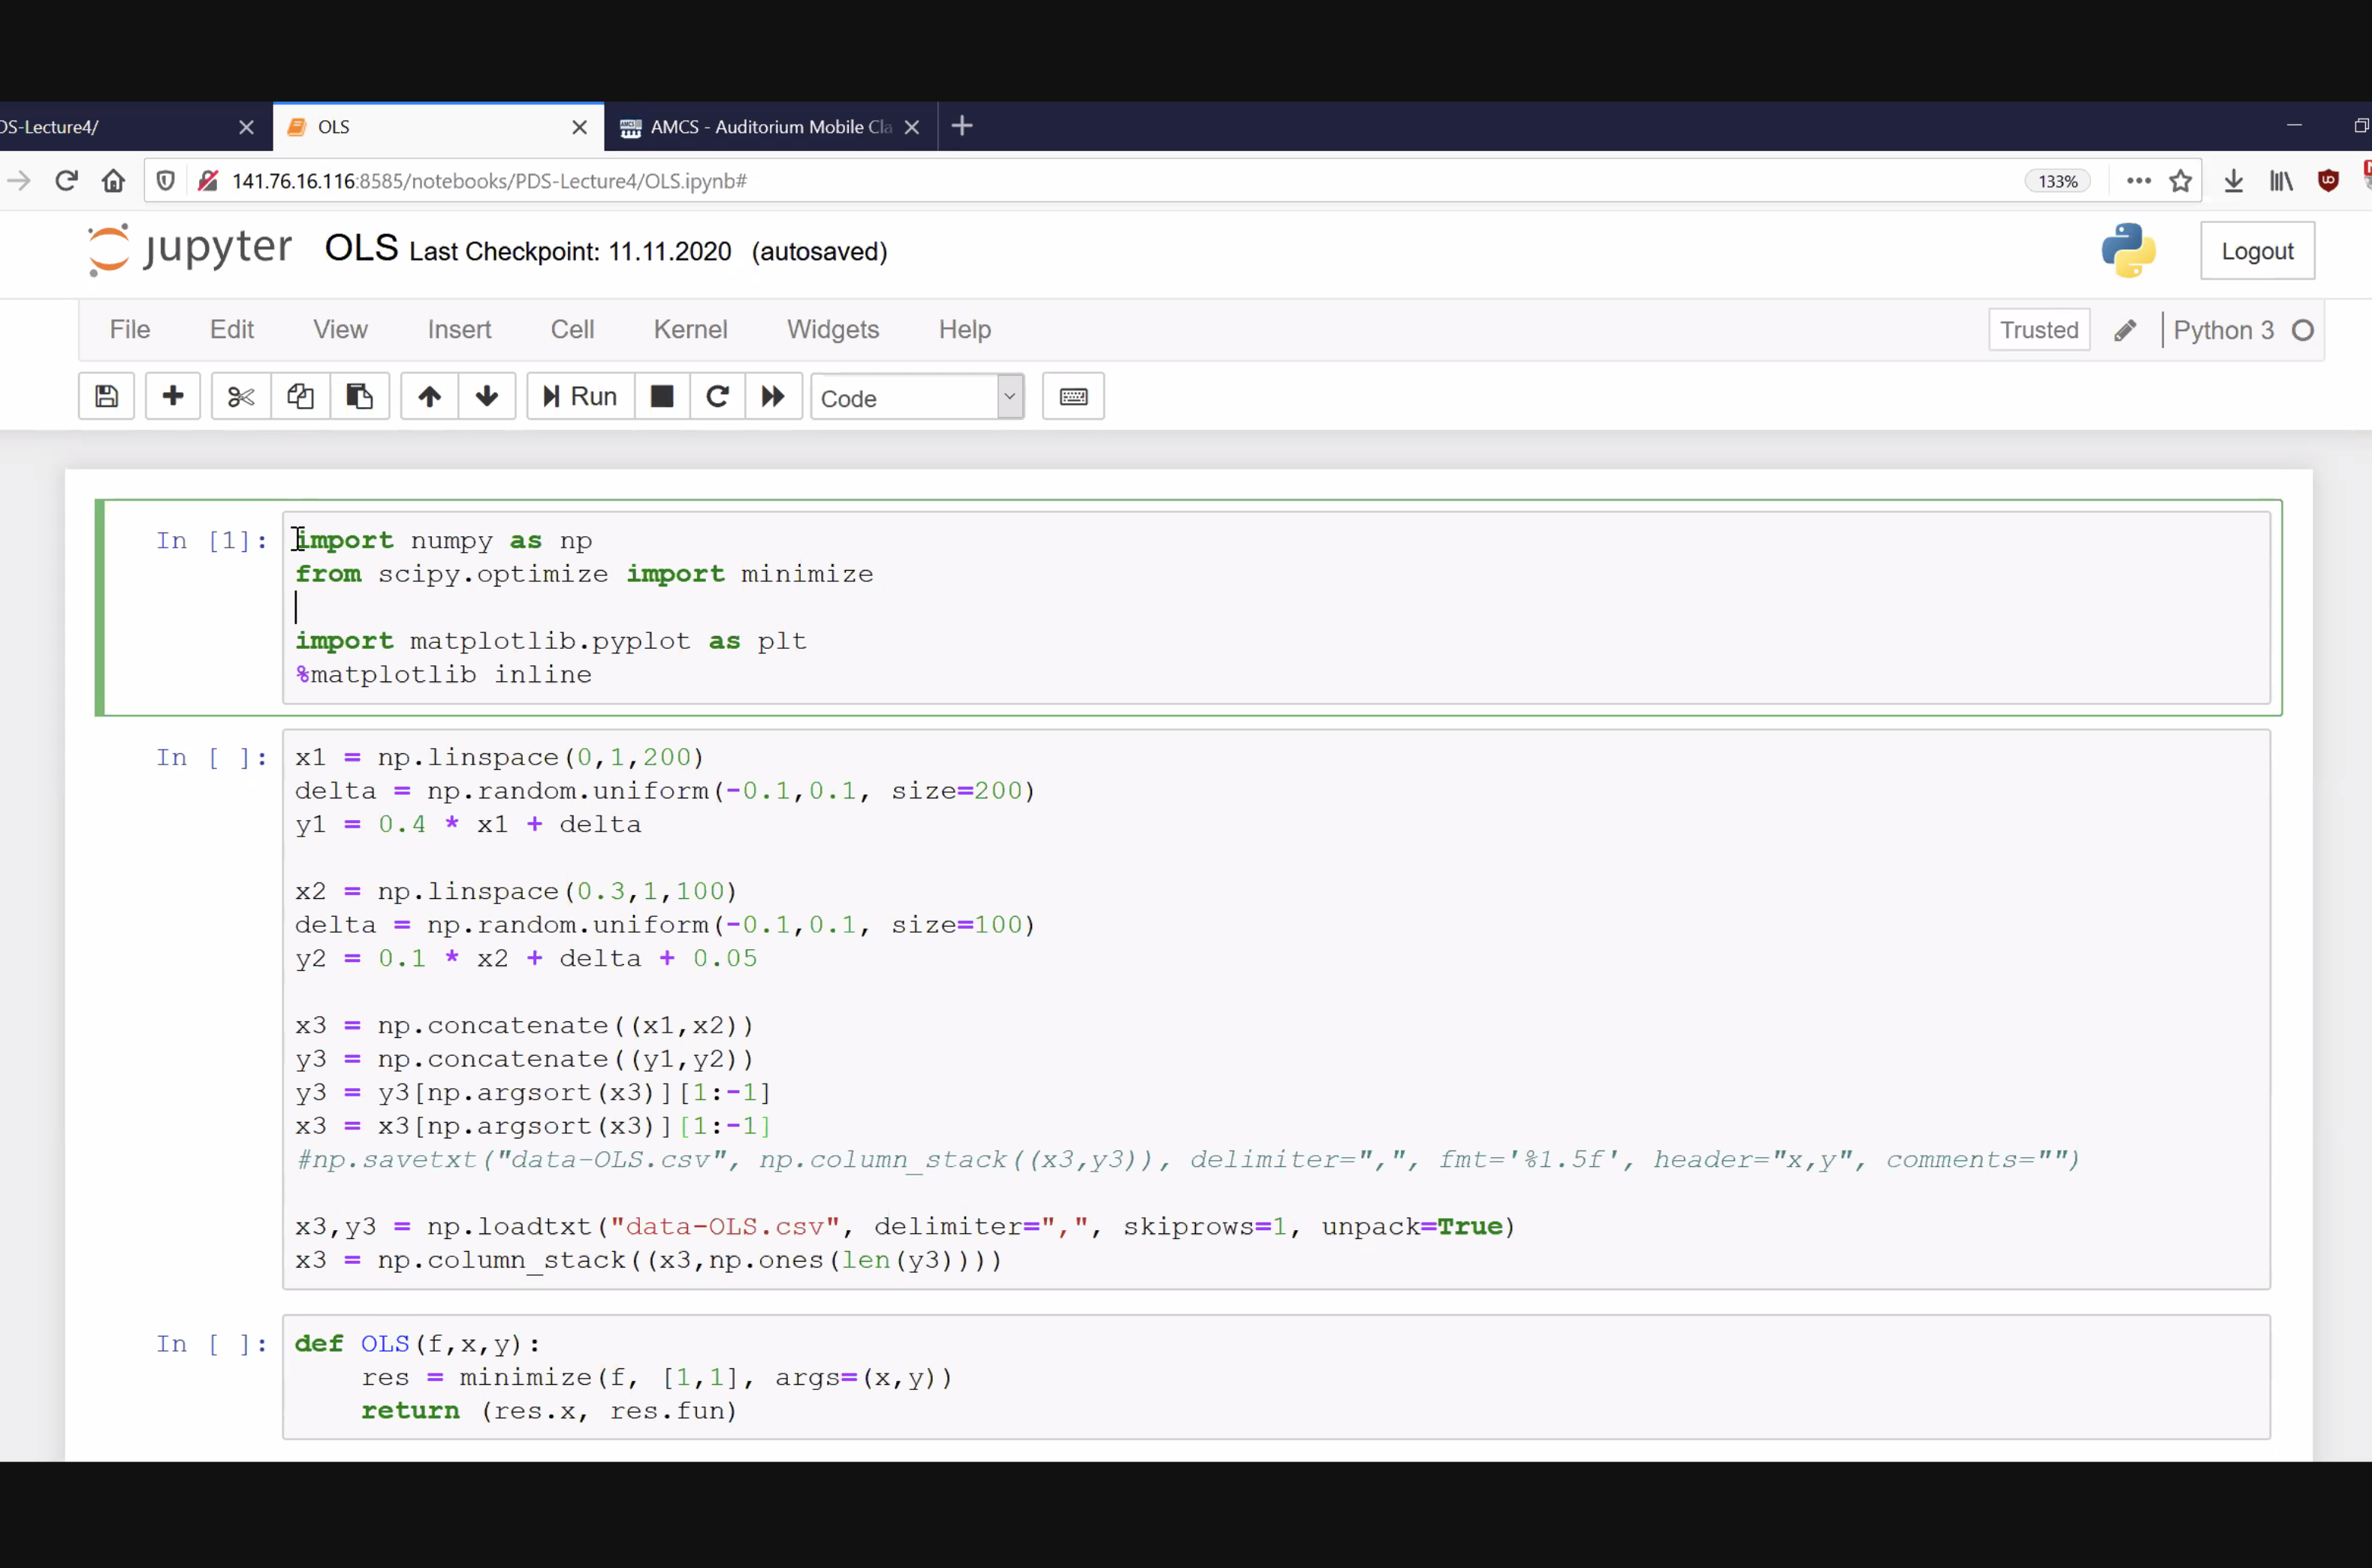 DS-Lecture4/
OLS
AMCS - Auditorium Mobile Cla
141.76.16.116:8585/notebooks/PDS-Lecture4/OLS.ipynb#
133%
jupyter OLS Last Checkpoint: 11.11.2020 (autosaved)
Logout
File Edit View Insert Cell Kernel Widgets Help
Trusted Python 3
Run Code
In [1]: import numpy as np
from scipy.optimize import minimize
import matplotlib.pyplot as plt
%matplotlib inline
In [ ]: x1 = np.linspace(0,1,200)
delta = np.random.uniform(-0.1,0.1, size=200)
y1 = 0.4 * x1 + delta
x2 = np.linspace(0.3,1,100)
delta = np.random.uniform(-0.1,0.1, size=100)
y2 = 0.1 * x2 + delta + 0.05
x3 = np.concatenate((x1,x2))
y3 = np.concatenate((y1,y2))
y3 = y3[np.argsort(x3)][1:-1]
x3 = x3[np.argsort(x3)][1:-1]
#np.savetxt("data-OLS.csv", np.column_stack((x3,y3)), delimiter=",", fmt='%1.5f', header="x,y", comments="")
x3,y3 = np.loadtxt("data-OLS.csv", delimiter=",", skiprows=1, unpack=True)
x3 = np.column_stack((x3,np.ones(len(y3))))
In [ ]: def OLS(f,x,y):
    res = minimize(f, [1,1], args=(x,y))
    return (res.x, res.fun)